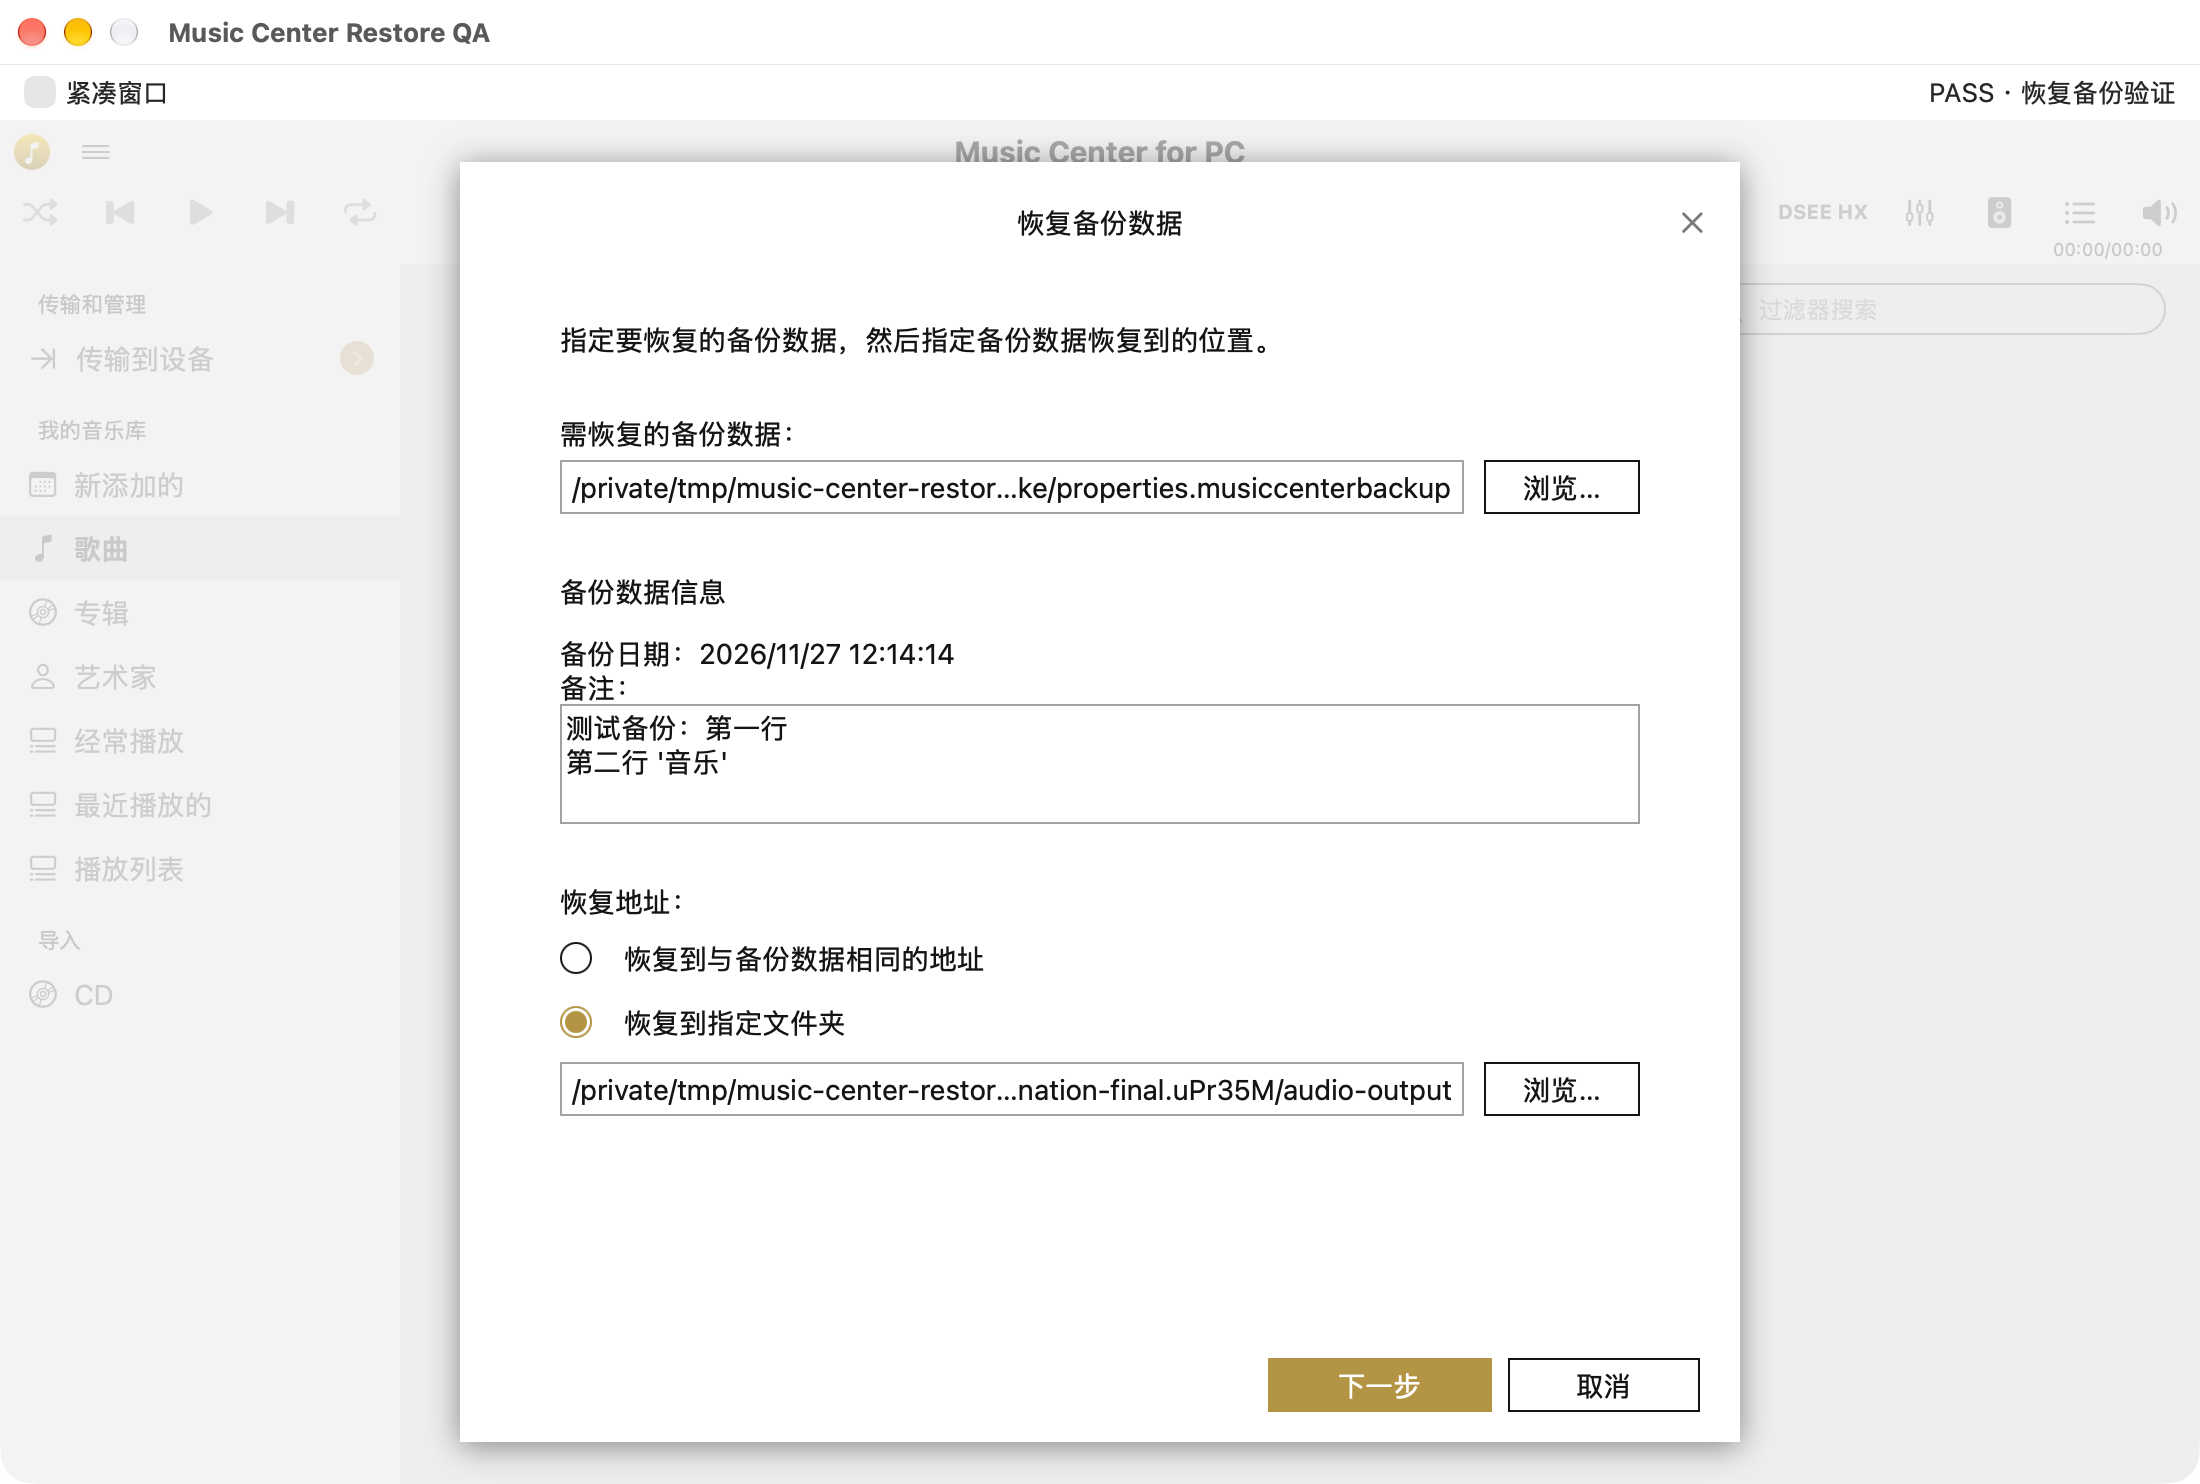 Music Center Restore QA
紧凑窗口
PASS · 恢复备份验证
Music Center for PC
DSEE HX
00:00/00:00
传输和管理
传输到设备
我的音乐库
新添加的
歌曲
专辑
艺术家
经常播放
最近播放的
播放列表
导入
CD
过滤器搜索
恢复备份数据
指定要恢复的备份数据，然后指定备份数据恢复到的位置。
需恢复的备份数据：
/private/tmp/music-center-restor...ke/properties.musiccenterbackup
浏览...
备份数据信息
备份日期：2026/11/27 12:14:14
备注：
测试备份：第一行
第二行 '音乐'
恢复地址：
恢复到与备份数据相同的地址
恢复到指定文件夹
/private/tmp/music-center-restor...nation-final.uPr35M/audio-output
浏览...
下一步
取消